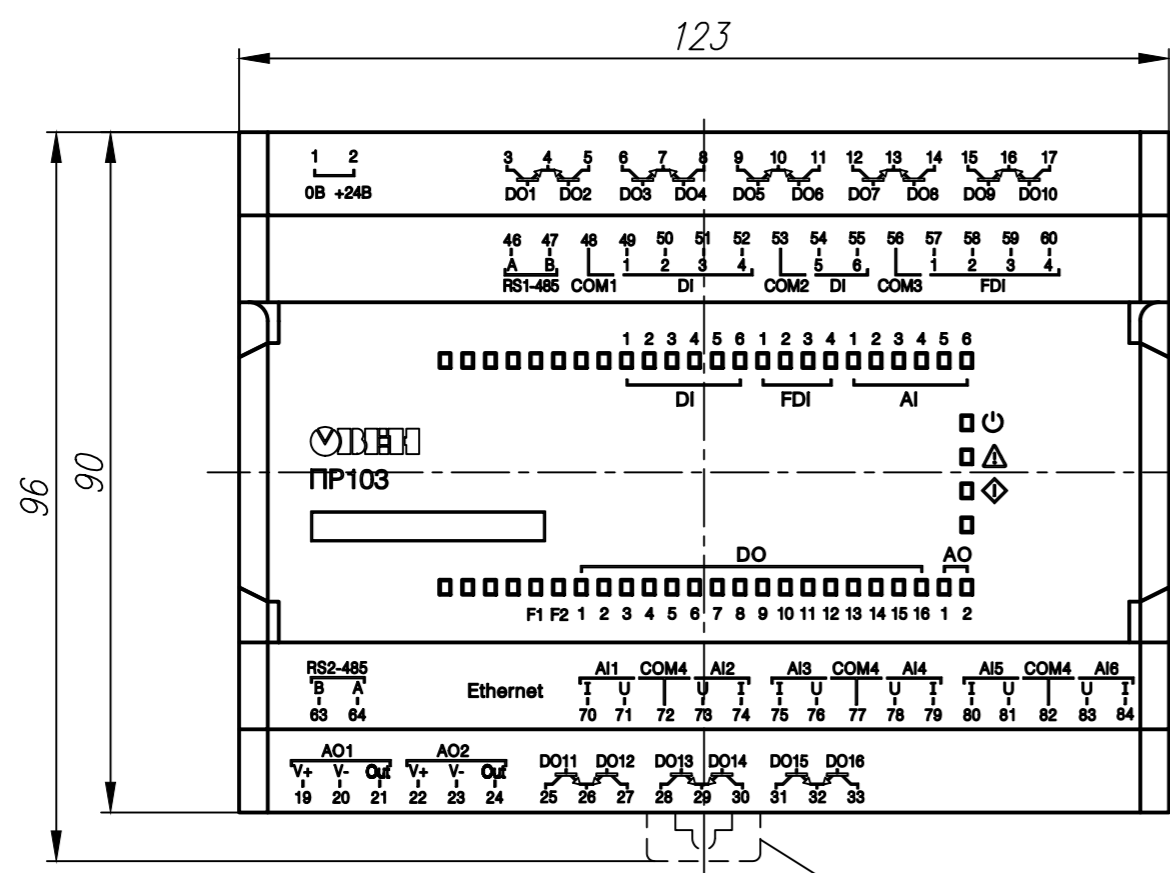 123
96
90
1 2 3 4 5 6 7 8 9 10 11 12 13 14 15 16 17
0В +24В DO1 DO2 DO3 DO4 DO5 DO6 DO7 DO8 DO9 DO10
46 47 48 49 50 51 52 53 54 55 56 57 58 59 60
A B 1 2 3 4 5 6 1 2 3 4
RS1-485 COM1 DI COM2 DI COM3 FDI
1 2 3 4 5 6 1 2 3 4 1 2 3 4 5 6
DI FDI AI
ОВЕН
ПР103
DO AO
F1 F2 1 2 3 4 5 6 7 8 9 10 11 12 13 14 15 16 1 2
RS2-485 AI1 COM4 AI2 AI3 COM4 AI4 AI5 COM4 AI6
B A Ethernet I U U I I U U I I U U I
63 64 70 71 72 73 74 75 76 77 78 79 80 81 82 83 84
AO1 AO2 DO11 DO12 DO13 DO14 DO15 DO16
V+ V- Out V+ V- Out
19 20 21 22 23 24 25 26 27 28 29 30 31 32 33